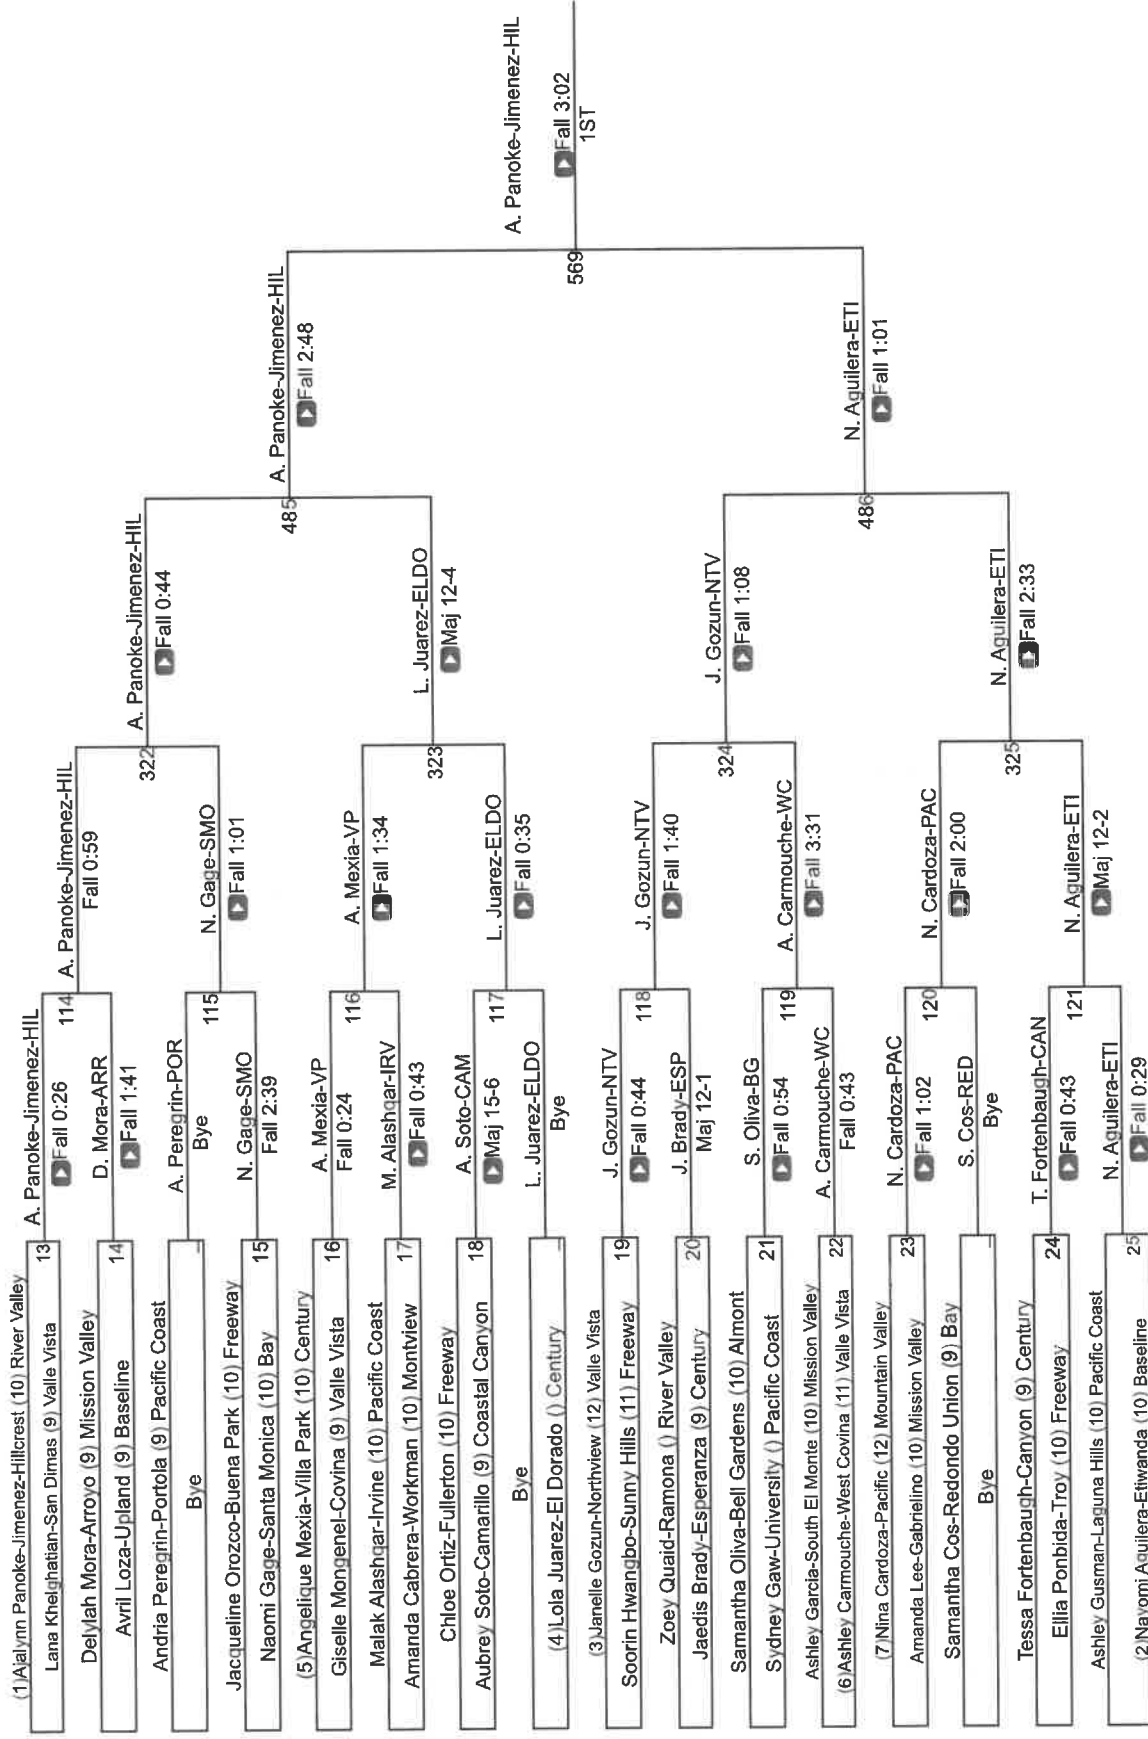 (1)Ajalynn Panoke-Jimenez-Hillcrest (10) River Valley
Lana Khelghatian-San Dimas (9) Valle Vista
Delylah Mora-Arroyo (9) Mission Valley
Avril Loza-Upland (9) Baseline
Andria Peregrin-Portola (9) Pacific Coast
Bye
Jacqueline Orozco-Buena Park (10) Freeway
Naomi Gage-Santa Monica (10) Bay
(5)Angelique Mexia-Villa Park (10) Century
Giselle Mongenel-Covina (9) Valle Vista
Malak Alashqar-Irvine (10) Pacific Coast
Amanda Cabrera-Workman (10) Montview
Chloe Ortiz-Fullerton (10) Freeway
Aubrey Soto-Camarillo (9) Coastal Canyon
Bye
(4)Lola Juarez-El Dorado () Century
(3)Janelle Gozun-Northview (12) Valle Vista
Soorin Hwangbo-Sunny Hills (11) Freeway
Zoey Quaid-Ramona () River Valley
Jaedis Brady-Esperanza (9) Century
Samantha Oliva-Bell Gardens (10) Almont
Sydney Gaw-University () Pacific Coast
Ashley Garcia-South El Monte (10) Mission Valley
(6)Ashley Carmouche-West Covina (11) Valle Vista
(7)Nina Cardoza-Pacific (12) Mountain Valley
Amanda Lee-Gabrielino (10) Mission Valley
Samantha Cos-Redondo Union (9) Bay
Bye
Tessa Fortenbaugh-Canyon (9) Century
Ellia Ponbida-Troy (10) Freeway
Ashley Gusman-Laguna Hills (10) Pacific Coast
(2)Nayomi Aguilera-Etiwanda (10) Baseline
13
14
15
16
17
18
19
20
21
22
23
24
25
A. Panoke-Jimenez-HIL
Fall 0:26
D. Mora-ARR
Fall 1:41
A. Peregrin-POR
Bye
N. Gage-SMO
Fall 2:39
A. Mexia-VP
Fall 0:24
M. Alashqar-IRV
Fall 0:43
A. Soto-CAM
Maj 15-6
L. Juarez-ELDO
Bye
J. Gozun-NTV
Fall 0:44
J. Brady-ESP
Maj 12-1
S. Oliva-BG
Fall 0:54
A. Carmouche-WC
Fall 0:43
N. Cardoza-PAC
Fall 1:02
S. Cos-RED
Bye
T. Fortenbaugh-CAN
Fall 0:43
N. Aguilera-ETI
Fall 0:29
114
115
116
117
118
119
120
121
A. Panoke-Jimenez-HIL
Fall 0:59
N. Gage-SMO
Fall 1:01
A. Mexia-VP
Fall 1:34
L. Juarez-ELDO
Fall 0:35
J. Gozun-NTV
Fall 1:40
A. Carmouche-WC
Fall 3:31
N. Cardoza-PAC
Fall 2:00
N. Aguilera-ETI
Maj 12-2
322
323
324
325
A. Panoke-Jimenez-HIL
Fall 0:44
L. Juarez-ELDO
Maj 12-4
J. Gozun-NTV
Fall 1:08
N. Aguilera-ETI
Fall 2:33
485
486
A. Panoke-Jimenez-HIL
Fall 2:48
N. Aguilera-ETI
Fall 1:01
569
A. Panoke-Jimenez-HIL
Fall 3:02
1ST